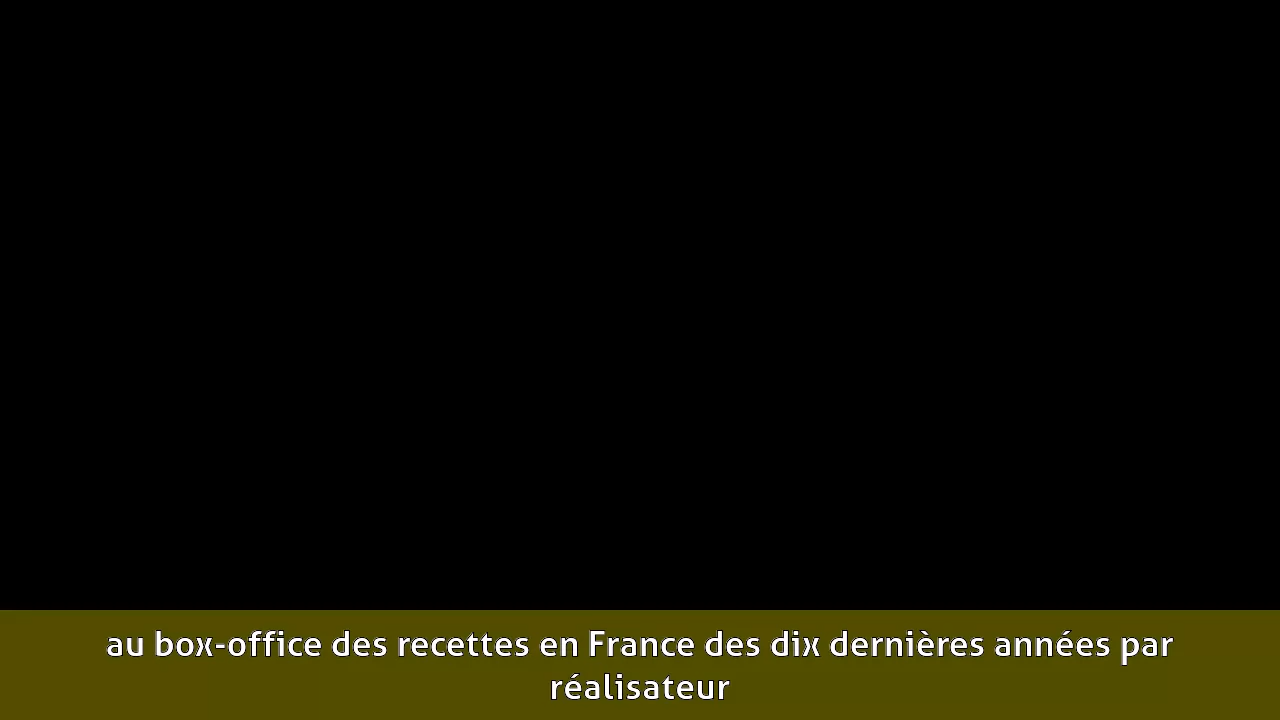 au box-office des recettes en France des dix dernières années par
réalisateur